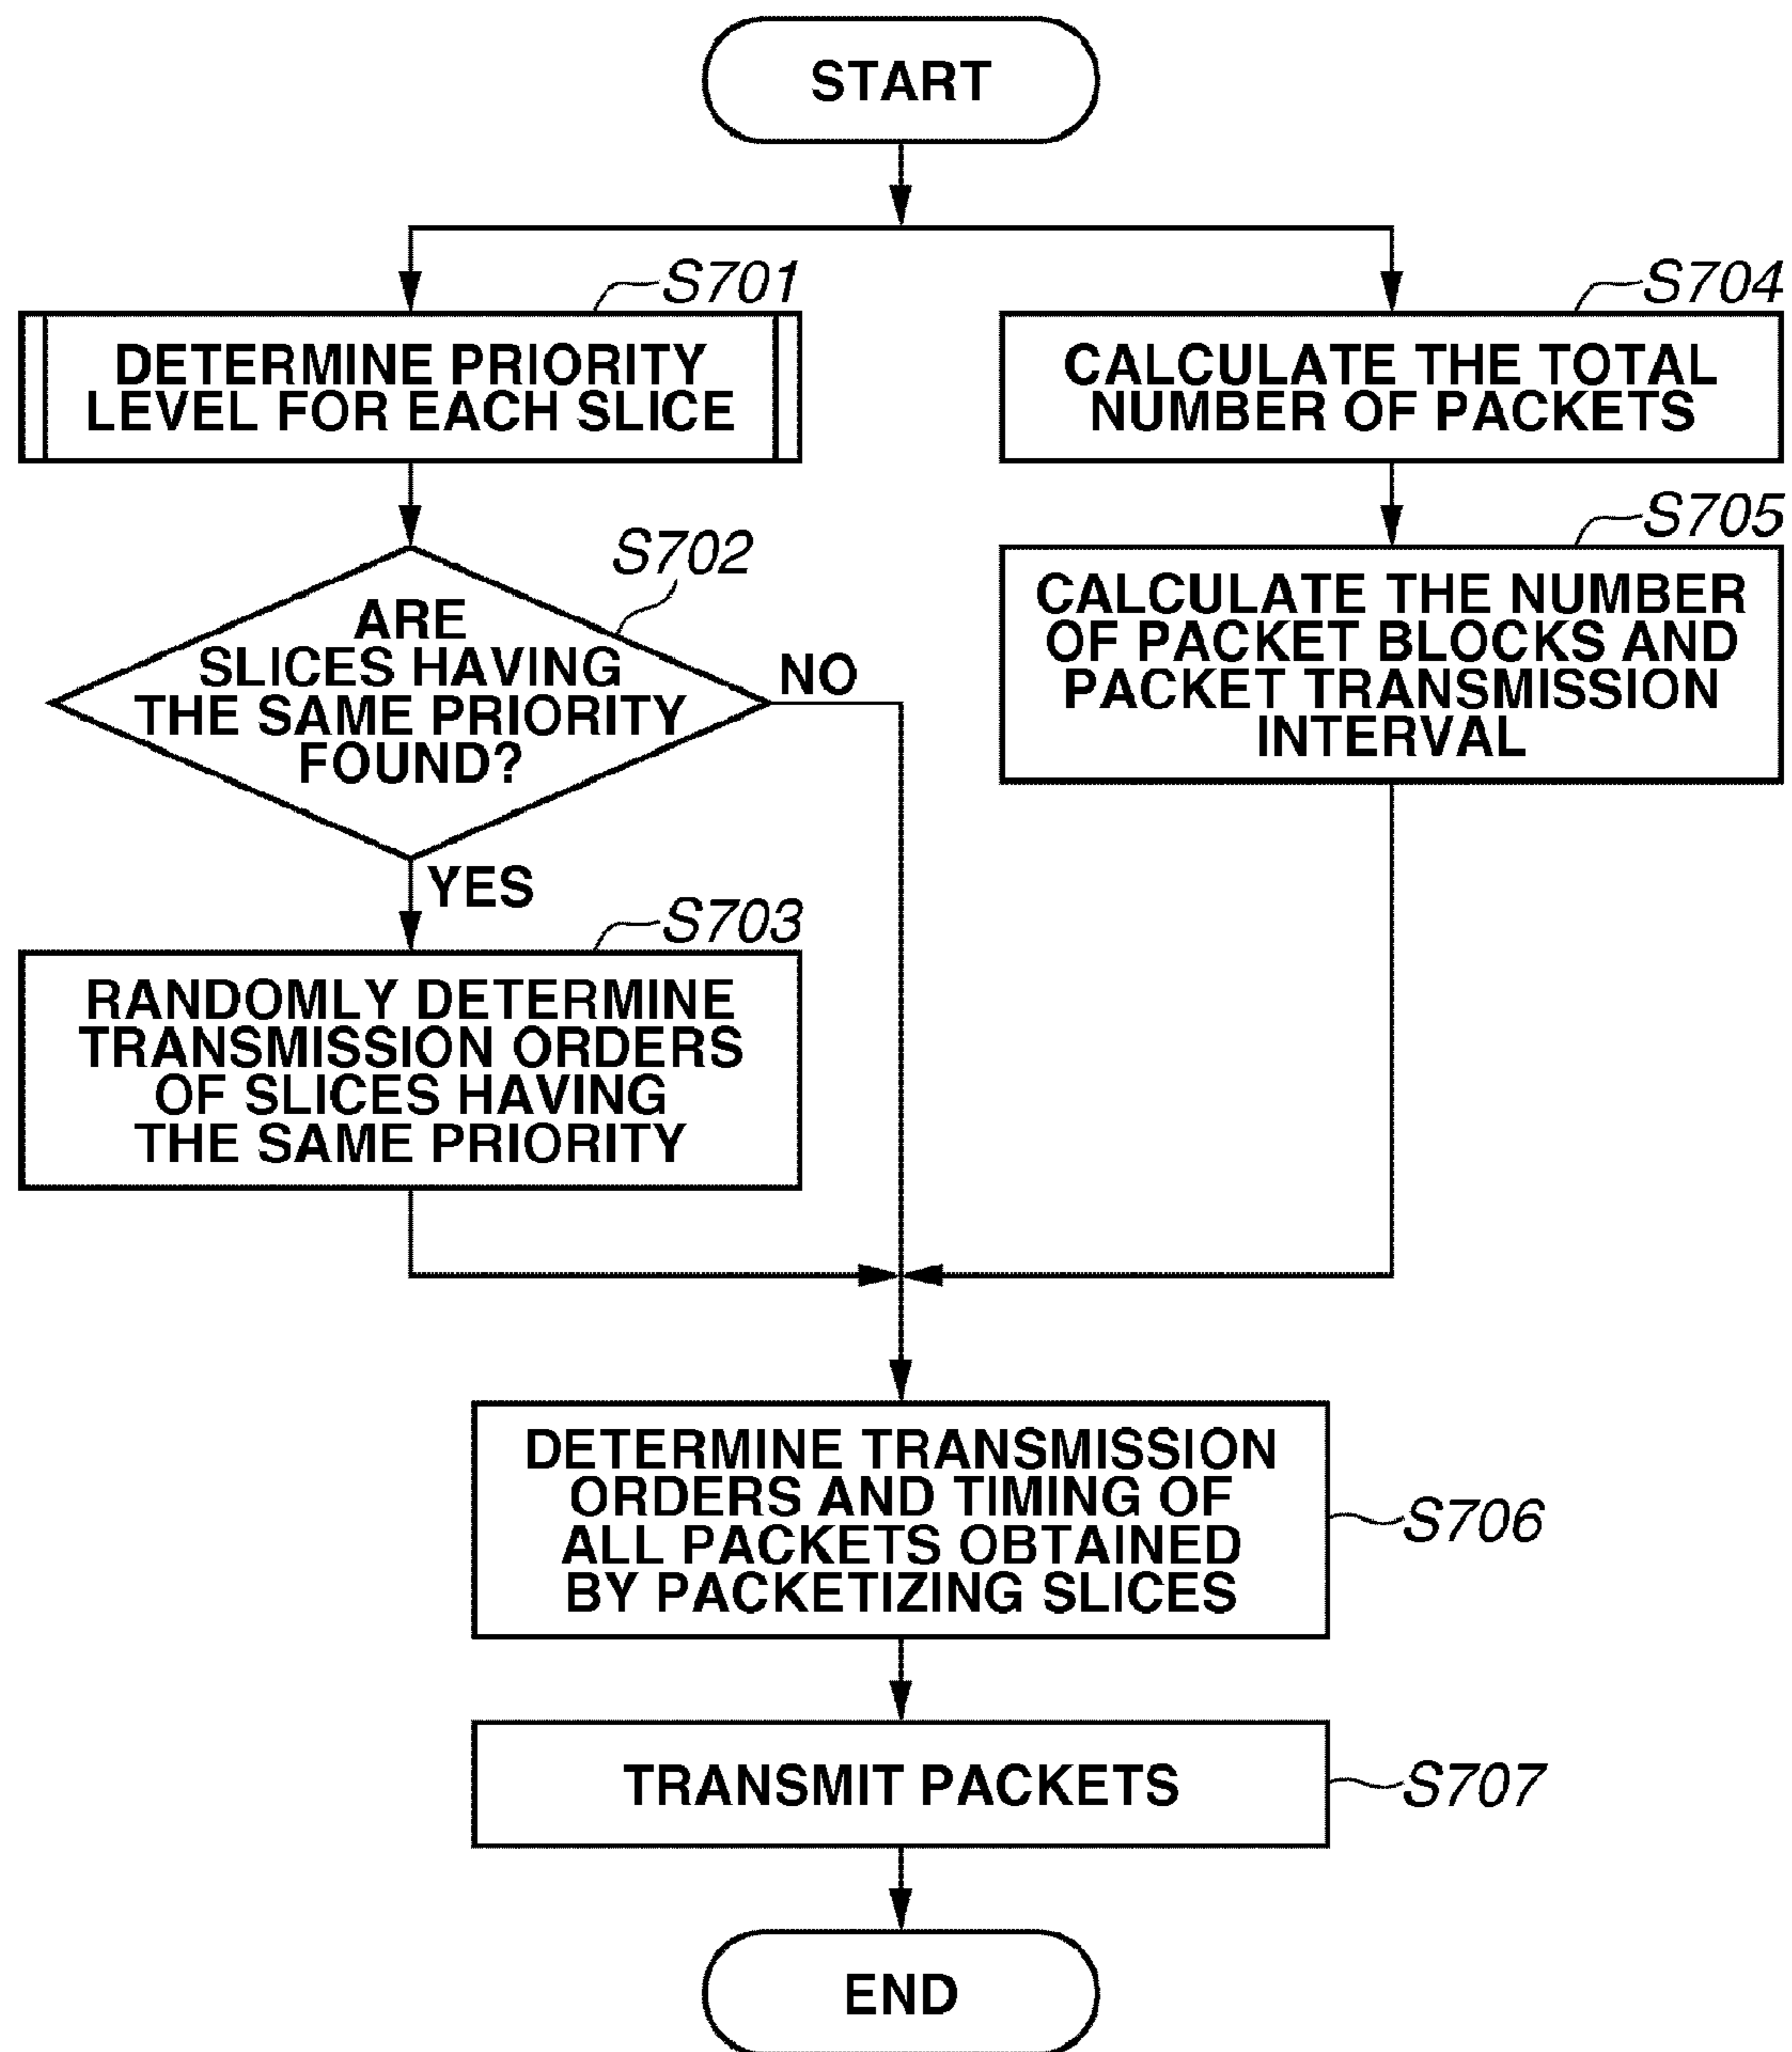 START
S701
DETERMINE PRIORITY
LEVEL FOR EACH SLICE
S704
CALCULATE THE TOTAL
NUMBER OF PACKETS
S702
ARE
SLICES HAVING
THE SAME PRIORITY
FOUND?
NO
YES
S705
CALCULATE THE NUMBER
OF PACKET BLOCKS AND
PACKET TRANSMISSION
INTERVAL
S703
RANDOMLY DETERMINE
TRANSMISSION ORDERS
OF SLICES HAVING
THE SAME PRIORITY
DETERMINE TRANSMISSION
ORDERS AND TIMING OF
ALL PACKETS OBTAINED
BY PACKETIZING SLICES
S706
TRANSMIT PACKETS
S707
END